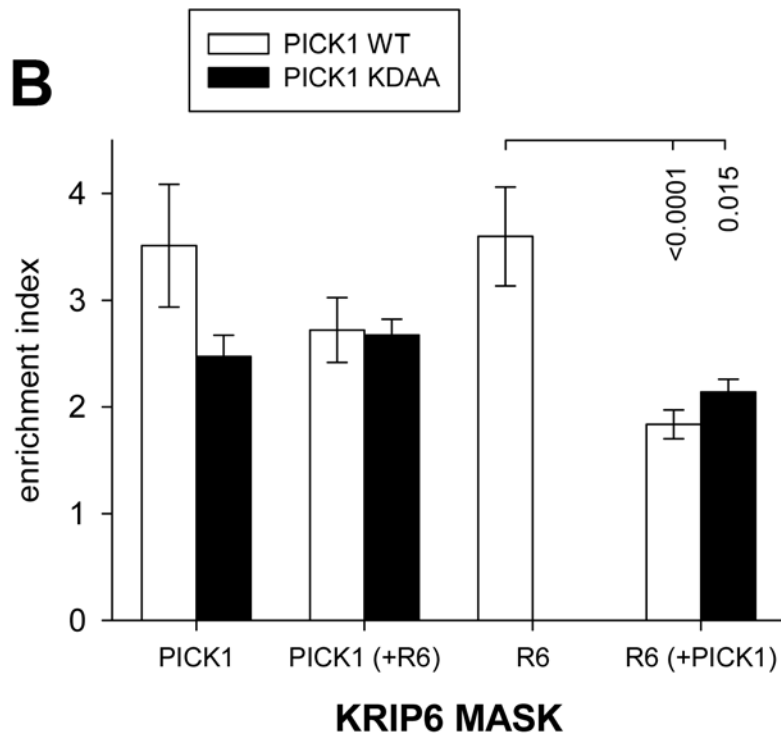 B
PICK1 WT
PICK1 KDAA
<0.0001
0.015
enrichment index
4
3
2
1
0
PICK1
PICK1 (+R6)
R6
R6 (+PICK1)
KRIP6 MASK